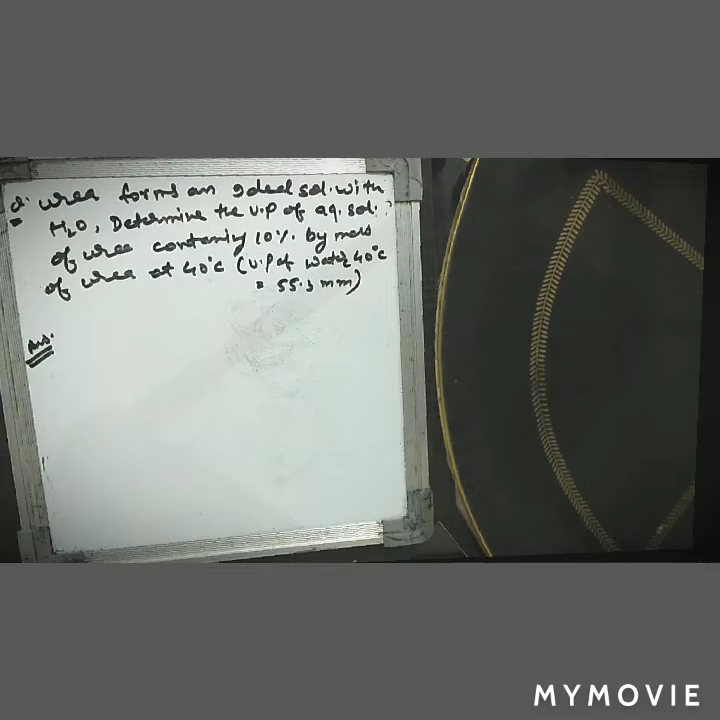 Q: urea forms an Ideal sol. with
H₂O, Determine the V.P of aq. sol.
of urea containing 10% by mass
of urea at 40°C (V.P of water 40°C
= 55.3 mm)
Ans.
MYMOVIE